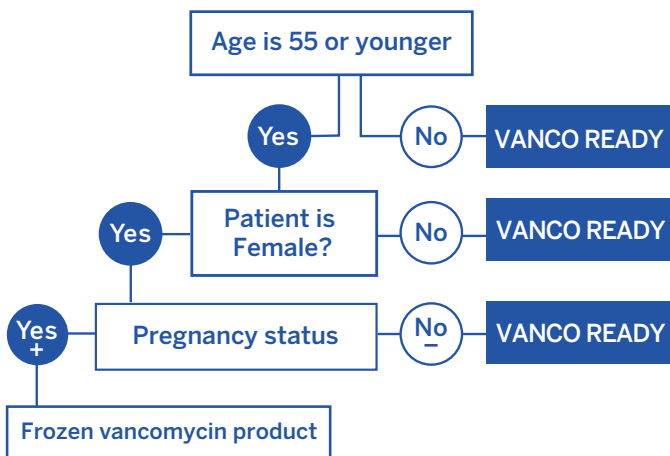 Age is 55 or younger
Yes
No
VANCO READY
Patient is
Female?
Yes
No
VANCO READY
Pregnancy status
Yes
+
No
–
VANCO READY
Frozen vancomycin product